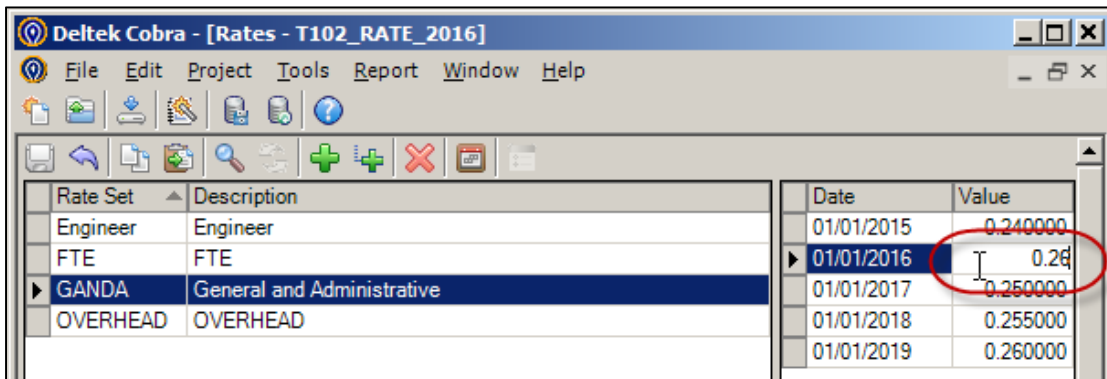 Deltek Cobra - [Rates - T102_RATE_2016]
File Edit Project Tools Report Window Help
Rate Set Description Date Value
Engineer Engineer 01/01/2015 0.240000
FTE FTE 01/01/2016 0.26
GANDA General and Administrative 01/01/2017 0.250000
OVERHEAD OVERHEAD 01/01/2018 0.255000
01/01/2019 0.260000